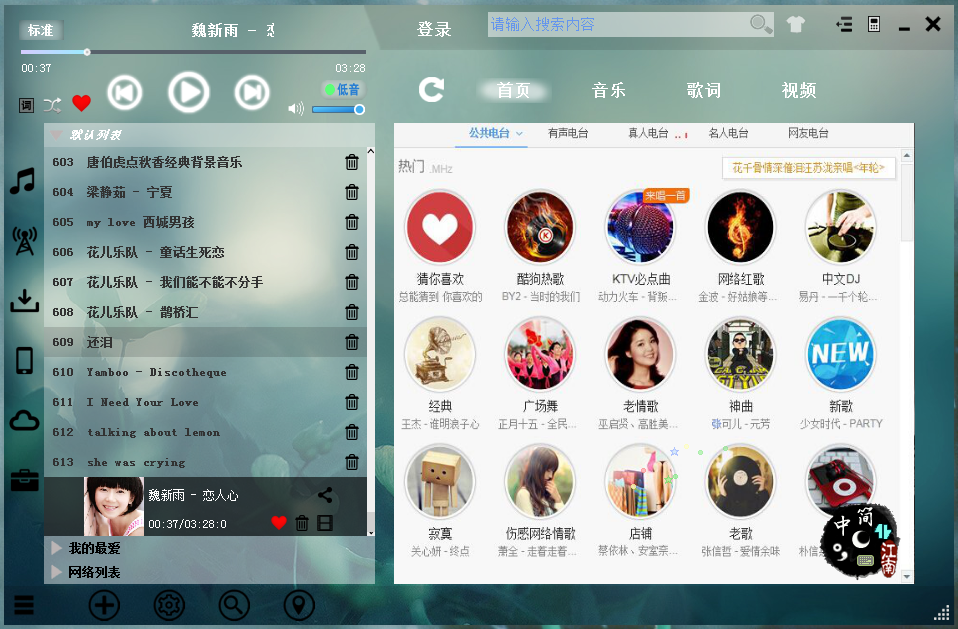 标准
魏新雨 - 恋
登录
请输入搜索内容
00:37
03:28
词
低音
首页
音乐
歌词
视频
默认列表
603 唐伯虎点秋香经典背景音乐
604 梁静茹 - 宁夏
605 my love 西城男孩
606 花儿乐队 - 童话生死恋
607 花儿乐队 - 我们能不能不分手
608 花儿乐队 - 鹊桥汇
609 还泪
610 Yamboo - Discotheque
611 I Need Your Love
612 talking about lemon
613 she was crying
魏新雨 - 恋人心
00:37/03:28:0
我的最爱
网络列表
公共电台
有声电台
真人电台
名人电台
网友电台
热门 .MHz
花千骨情深催泪汪苏泷亲唱<年轮>
来唱一首
猜你喜欢
酷狗热歌
KTV必点曲
网络红歌
中文DJ
总能猜到 你喜欢的
BY2 - 当时的我们
动力火车 - 背叛...
金波 - 好姑娘等...
易丹 - 一千个轮...
NEW
经典
广场舞
老情歌
神曲
新歌
王杰 - 谁明浪子心
正月十五 - 全民...
巫启贤、高胜美...
张可儿 - 元芳
少女时代 - PARTY
寂寞
伤感网络情歌
店铺
老歌
关心妍 - 终点
萧全 - 走着走着...
蔡依林、安室奈...
张信哲 - 爱情余味
中
简
江南